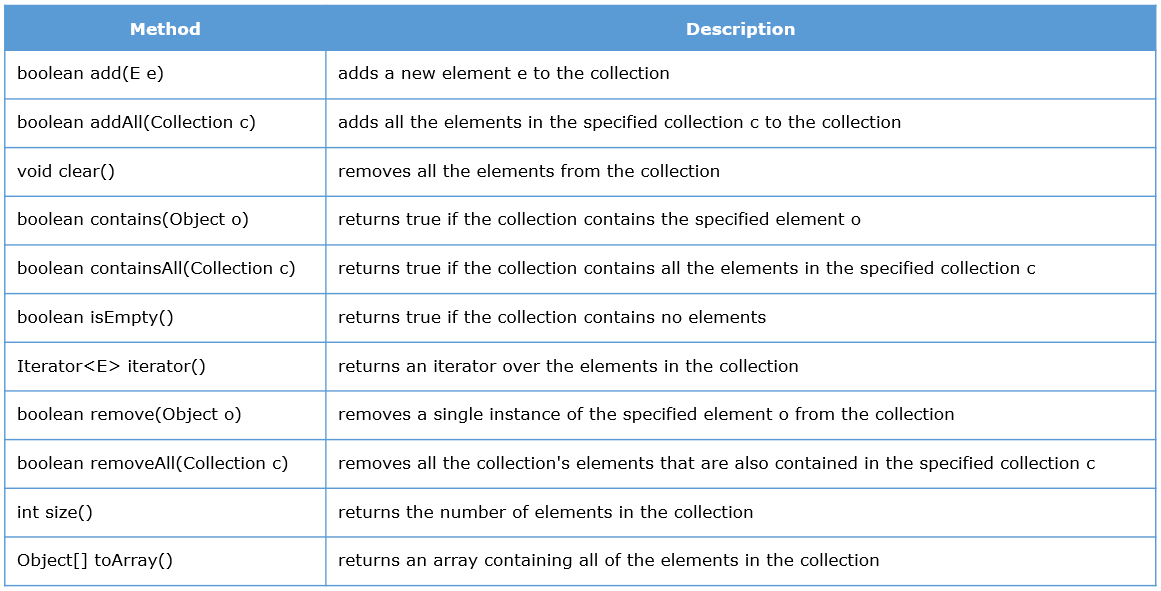 Method Description
boolean add(E e) adds a new element e to the collection
boolean addAll(Collection c) adds all the elements in the specified collection c to the collection
void clear() removes all the elements from the collection
boolean contains(Object o) returns true if the collection contains the specified element o
boolean containsAll(Collection c) returns true if the collection contains all the elements in the specified collection c
boolean isEmpty() returns true if the collection contains no elements
Iterator<E> iterator() returns an iterator over the elements in the collection
boolean remove(Object o) removes a single instance of the specified element o from the collection
boolean removeAll(Collection c) removes all the collection's elements that are also contained in the specified collection c
int size() returns the number of elements in the collection
Object[] toArray() returns an array containing all of the elements in the collection